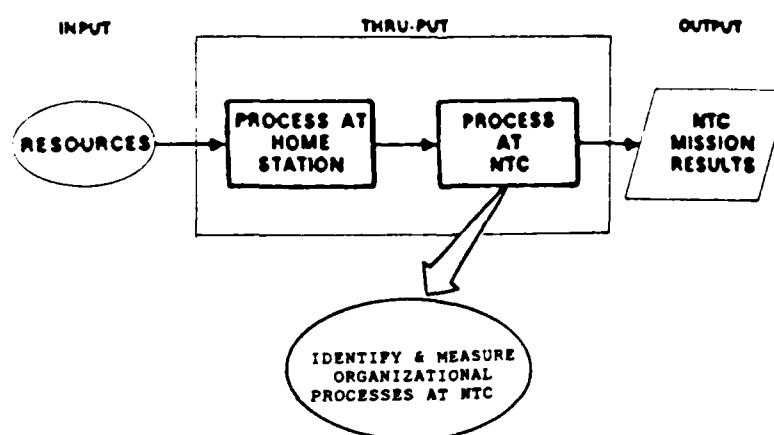 INPUT
THRU-PUT
OUTPUT
RESOURCES
PROCESS AT
HOME
STATION
PROCESS
AT
NTC
NTC
MISSION
RESULTS
IDENTIFY & MEASURE
ORGANIZATIONAL
PROCESSES AT NTC